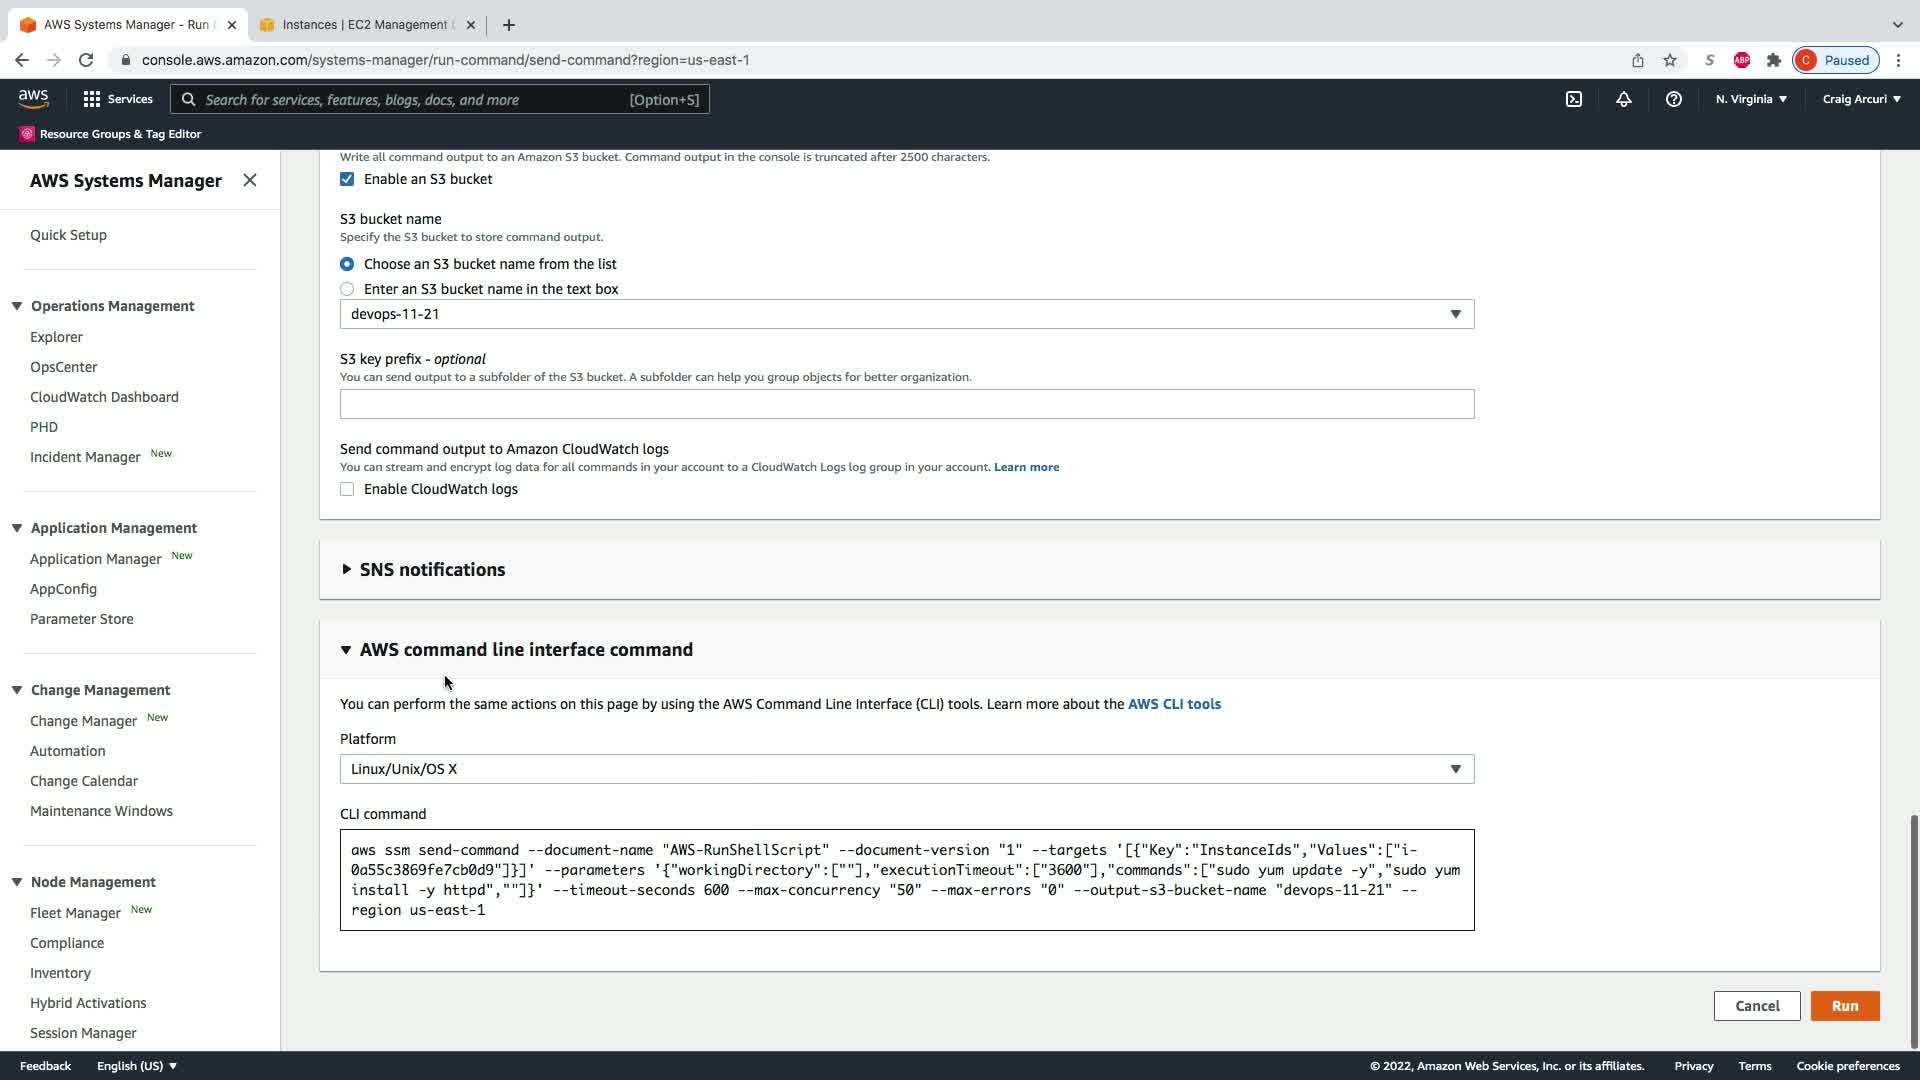 AWS Systems Manager - Run
Instances | EC2 Management
console.aws.amazon.com/systems-manager/run-command/send-command?region=us-east-1
S
ABP
C
Paused
aws
Services
Search for services, features, blogs, docs, and more
[Option+S]
N. Virginia
Craig Arcuri
Resource Groups & Tag Editor
AWS Systems Manager
Quick Setup
Operations Management
Explorer
OpsCenter
CloudWatch Dashboard
PHD
Incident Manager New
Application Management
Application Manager New
AppConfig
Parameter Store
Change Management
Change Manager New
Automation
Change Calendar
Maintenance Windows
Node Management
Fleet Manager New
Compliance
Inventory
Hybrid Activations
Session Manager
Write all command output to an Amazon S3 bucket. Command output in the console is truncated after 2500 characters.
Enable an S3 bucket
S3 bucket name
Specify the S3 bucket to store command output.
Choose an S3 bucket name from the list
Enter an S3 bucket name in the text box
devops-11-21
S3 key prefix - optional
You can send output to a subfolder of the S3 bucket. A subfolder can help you group objects for better organization.
Send command output to Amazon CloudWatch logs
You can stream and encrypt log data for all commands in your account to a CloudWatch Logs log group in your account. Learn more
Enable CloudWatch logs
SNS notifications
AWS command line interface command
You can perform the same actions on this page by using the AWS Command Line Interface (CLI) tools. Learn more about the AWS CLI tools
Platform
Linux/Unix/OS X
CLI command
aws ssm send-command --document-name "AWS-RunShellScript" --document-version "1" --targets '[{"Key":"InstanceIds","Values":["i-
0a55c3869fe7cb0d9"]}]' --parameters '{"workingDirectory":[""],"executionTimeout":["3600"],"commands":["sudo yum update -y","sudo yum
install -y httpd",""]}' --timeout-seconds 600 --max-concurrency "50" --max-errors "0" --output-s3-bucket-name "devops-11-21" --
region us-east-1
Cancel
Run
Feedback
English (US)
© 2022, Amazon Web Services, Inc. or its affiliates.
Privacy
Terms
Cookie preferences